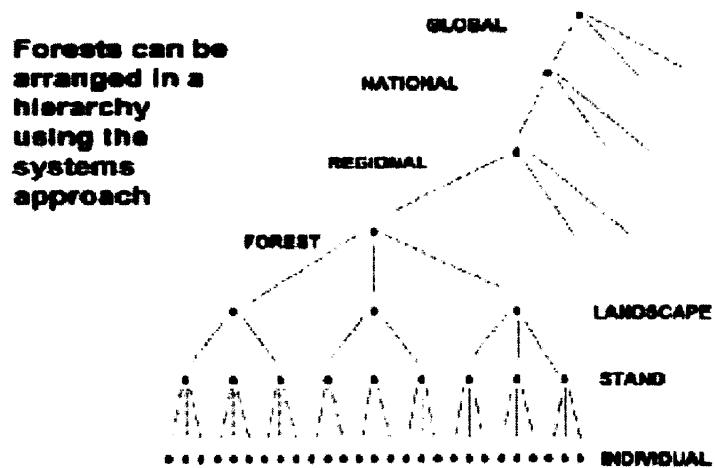 Forests can be
arranged in a
hierarchy
using the
systems
approach
GLOBAL
NATIONAL
REGIONAL
FOREST
LANDSCAPE
STAND
INDIVIDUAL